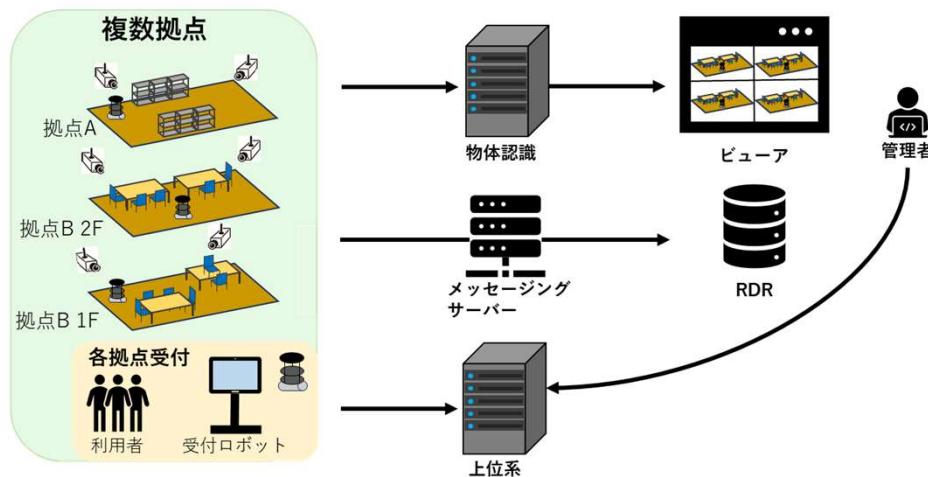 複数拠点
拠点A
拠点B 2F
拠点B 1F
各拠点受付
利用者
受付ロボット
物体認識
ビューア
管理者
メッセージング
サーバー
RDR
上位系